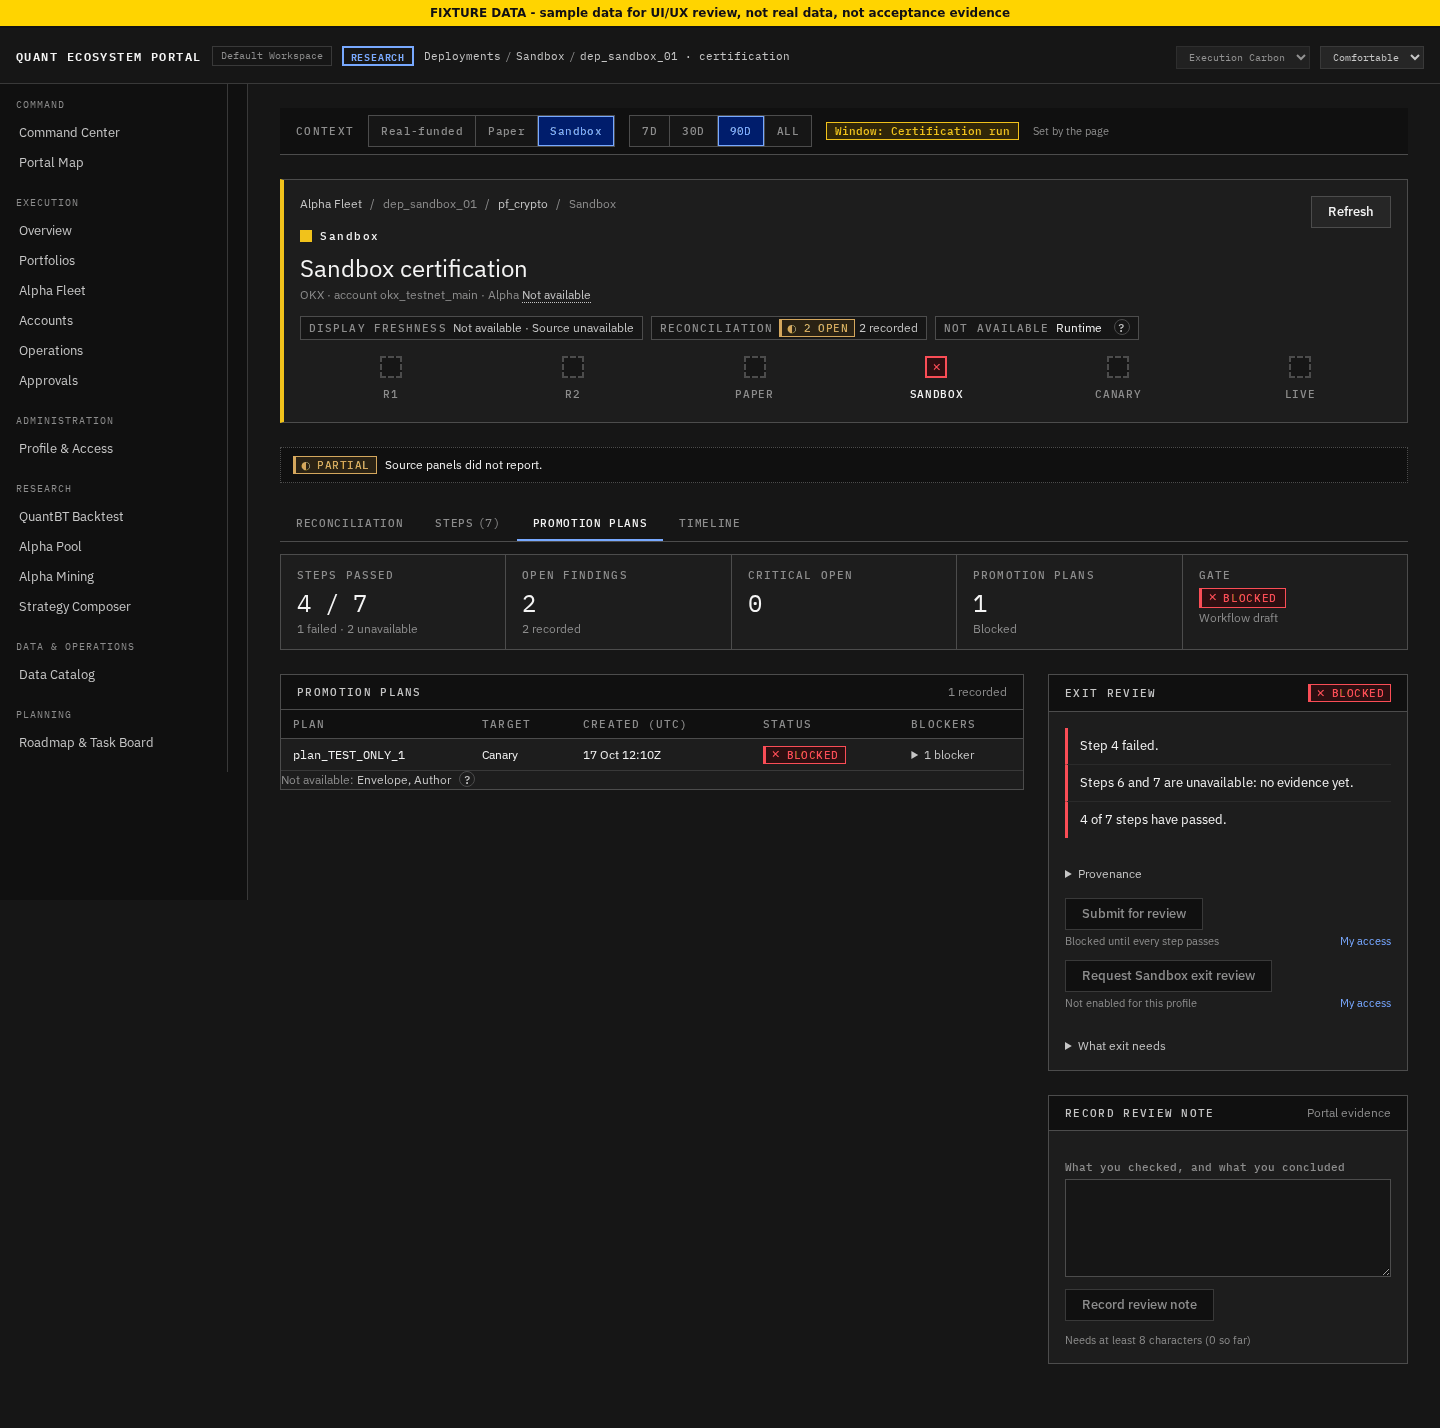 FIXTURE DATA - sample data for UI/UX review, not real data, not acceptance evidence
QUANT ECOSYSTEM PORTAL
Default Workspace
RESEARCH
Deployments / Sandbox / dep_sandbox_01 · certification
Execution Carbon
Comfortable
COMMAND
Command Center
Portal Map
EXECUTION
Overview
Portfolios
Alpha Fleet
Accounts
Operations
Approvals
ADMINISTRATION
Profile & Access
RESEARCH
QuantBT Backtest
Alpha Pool
Alpha Mining
Strategy Composer
DATA & OPERATIONS
Data Catalog
PLANNING
Roadmap & Task Board
CONTEXT
Real-funded
Paper
Sandbox
7D
30D
90D
ALL
Window: Certification run
Set by the page
Alpha Fleet / dep_sandbox_01 / pf_crypto / Sandbox
Refresh
Sandbox
Sandbox certification
OKX · account okx_testnet_main · Alpha Not available
DISPLAY FRESHNESS Not available · Source unavailable
RECONCILIATION ◐ 2 OPEN 2 recorded
NOT AVAILABLE Runtime ?
R1
R2
PAPER
× SANDBOX
CANARY
LIVE
◐ PARTIAL Source panels did not report.
RECONCILIATION
STEPS (7)
PROMOTION PLANS
TIMELINE
STEPS PASSED
4 / 7
1 failed · 2 unavailable
OPEN FINDINGS
2
2 recorded
CRITICAL OPEN
0
PROMOTION PLANS
1
Blocked
GATE
× BLOCKED
Workflow draft
PROMOTION PLANS
1 recorded
PLAN TARGET CREATED (UTC) STATUS BLOCKERS
plan_TEST_ONLY_1 Canary 17 Oct 12:10Z × BLOCKED ▶ 1 blocker
Not available: Envelope, Author ?
EXIT REVIEW
× BLOCKED
Step 4 failed.
Steps 6 and 7 are unavailable: no evidence yet.
4 of 7 steps have passed.
▶ Provenance
Submit for review
Blocked until every step passes
My access
Request Sandbox exit review
Not enabled for this profile
My access
▶ What exit needs
RECORD REVIEW NOTE
Portal evidence
What you checked, and what you concluded
Record review note
Needs at least 8 characters (0 so far)